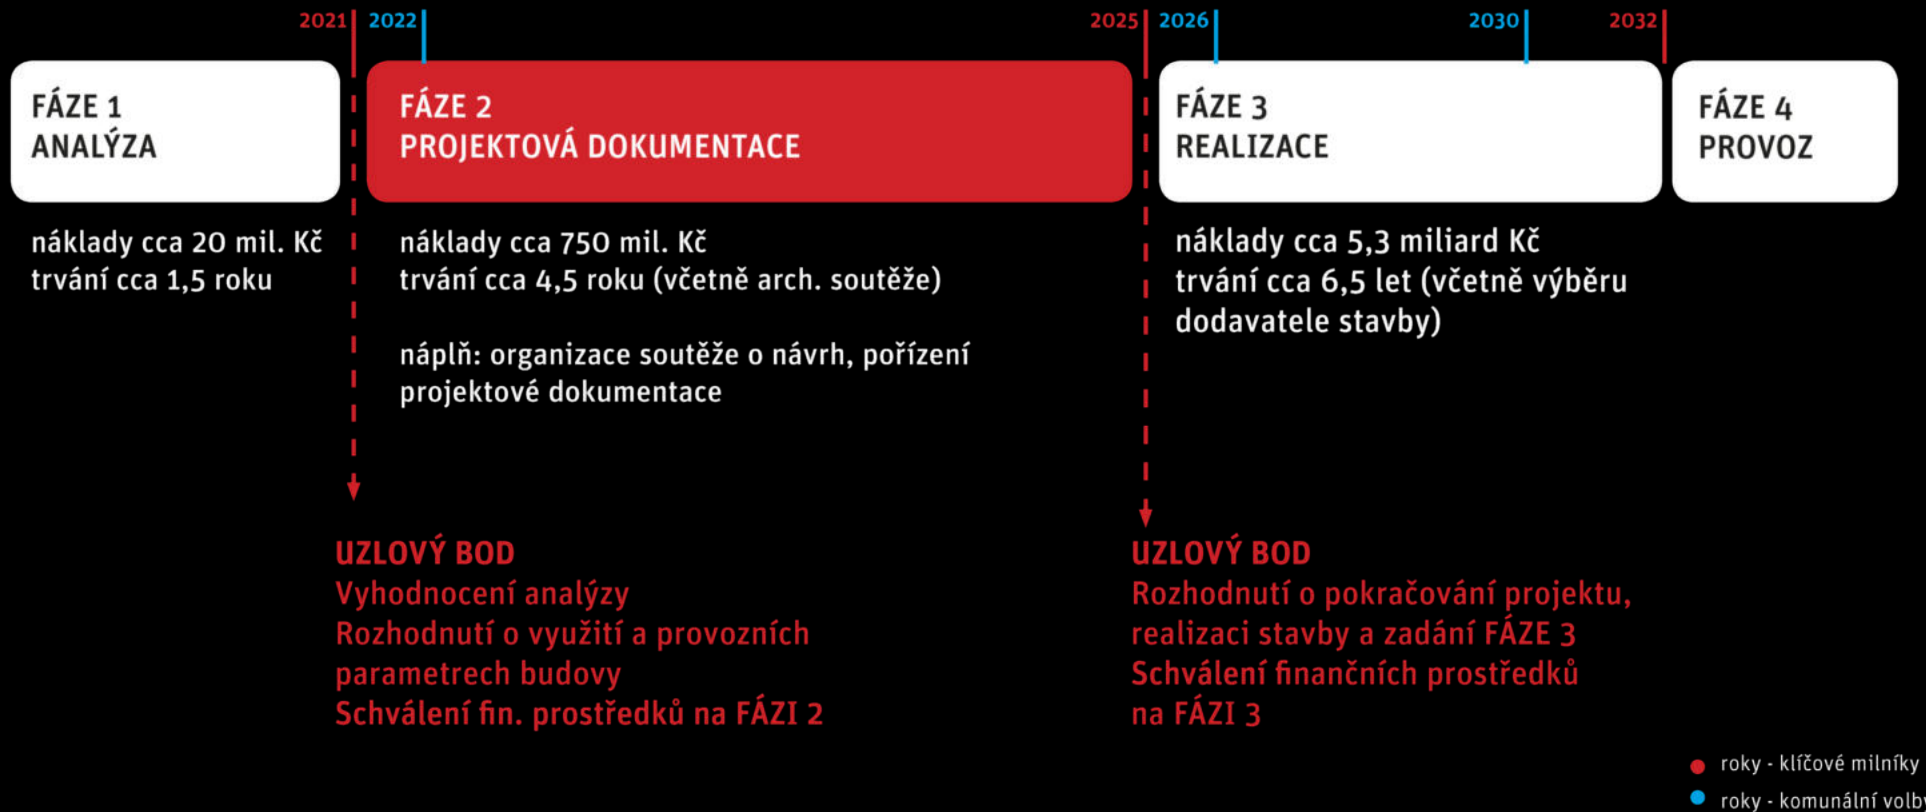 2021 2022 2025 2026 2030 2032
FÁZE 1
ANALÝZA
náklady cca 20 mil. Kč
trvání cca 1,5 roku
FÁZE 2
PROJEKTOVÁ DOKUMENTACE
náklady cca 750 mil. Kč
trvání cca 4,5 roku (včetně arch. soutěže)
náplň: organizace soutěže o návrh, pořízení
projektové dokumentace
FÁZE 3
REALIZACE
náklady cca 5,3 miliard Kč
trvání cca 6,5 let (včetně výběru
dodavatele stavby)
FÁZE 4
PROVOZ
UZLOVÝ BOD
Vyhodnocení analýzy
Rozhodnutí o využití a provozních
parametrech budovy
Schválení fin. prostředků na FÁZI 2
UZLOVÝ BOD
Rozhodnutí o pokračování projektu,
realizaci stavby a zadání FÁZE 3
Schválení finančních prostředků
na FÁZI 3
roky - klíčové milníky
roky - komunální volby